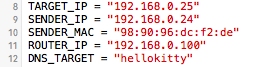 8 TARGET_IP = "192.168.0.25"
9 SENDER_IP = "192.168.0.24"
10 SENDER_MAC = "98:90:96:dc:f2:de"
11 ROUTER_IP = "192.168.0.100"
12 DNS_TARGET = "hellokitty"